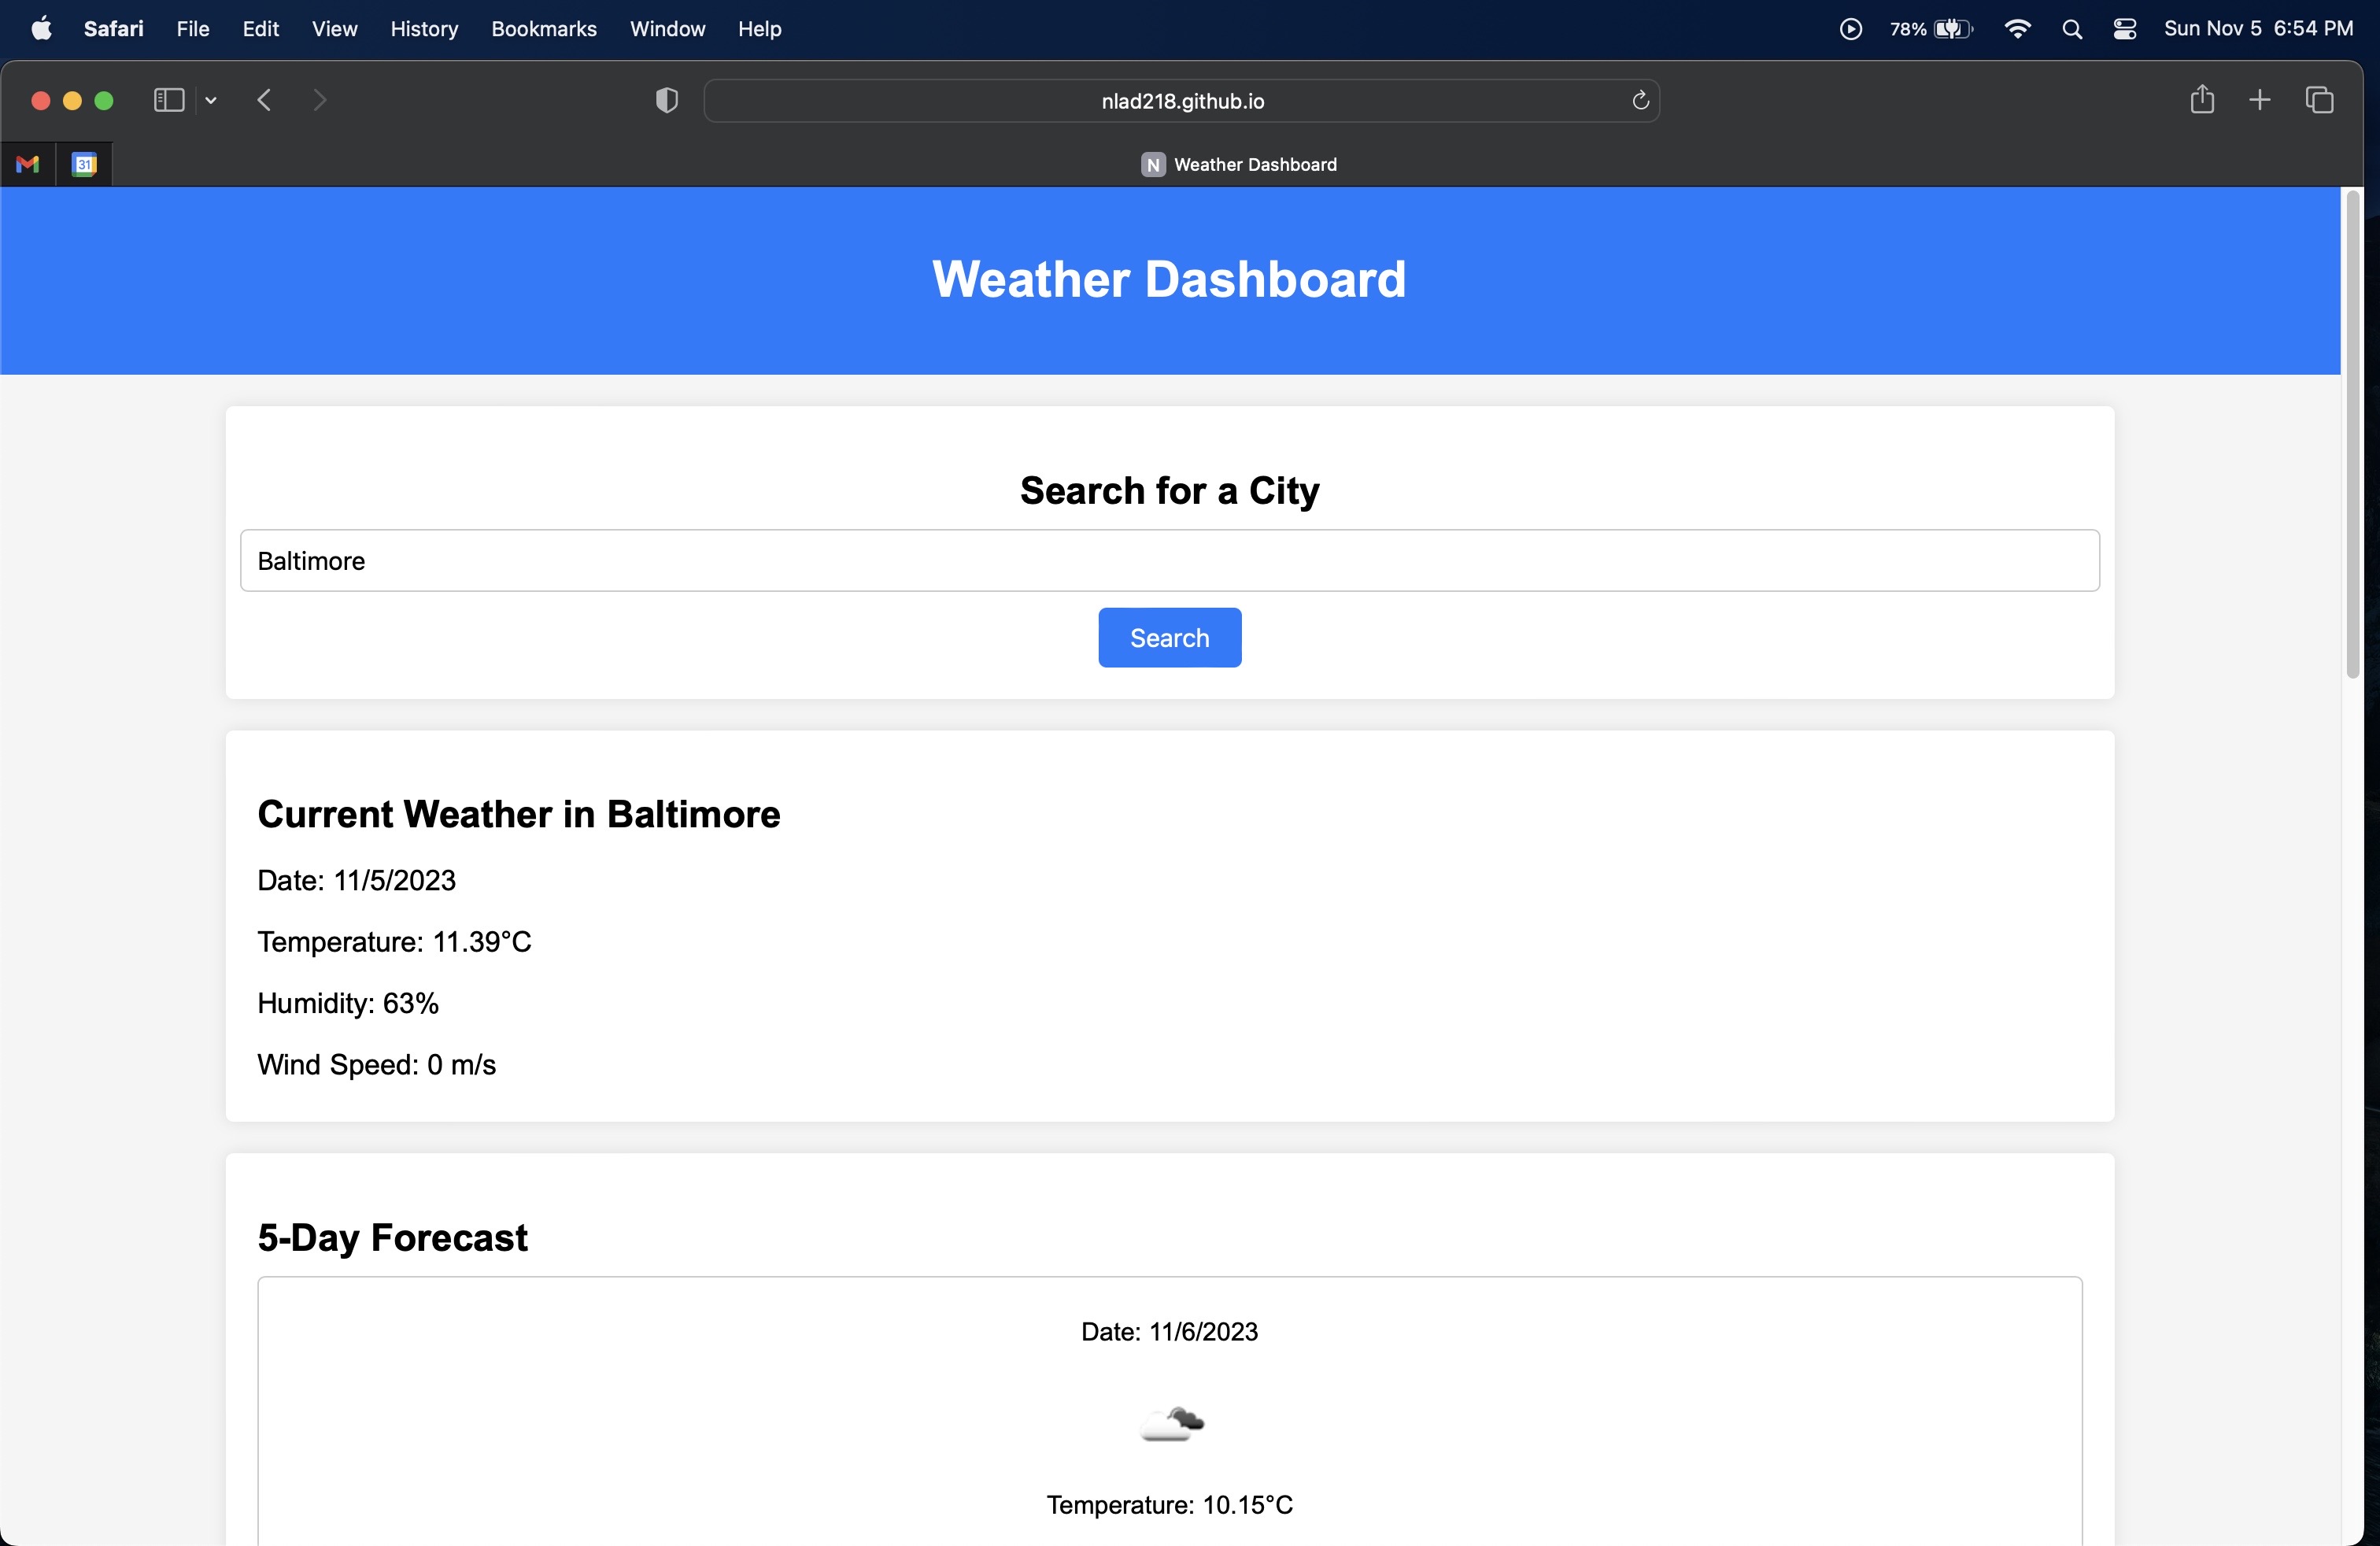 Safari File Edit View History Bookmarks Window Help 78% Sun Nov 5 6:54 PM
nlad218.github.io
31 N Weather Dashboard
Weather Dashboard
Search for a City
Baltimore
Search
Current Weather in Baltimore
Date: 11/5/2023
Temperature: 11.39°C
Humidity: 63%
Wind Speed: 0 m/s
5-Day Forecast
Date: 11/6/2023
Temperature: 10.15°C